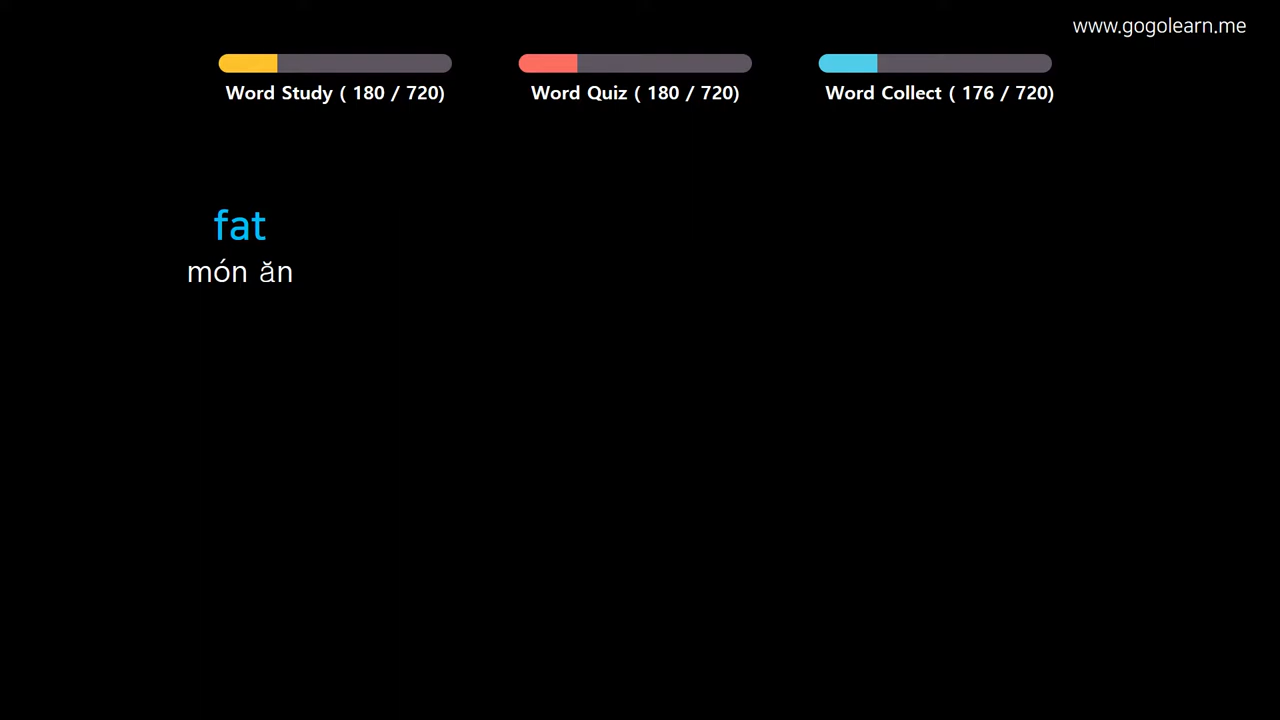 www.gogolearn.me
Word Study ( 180 / 720)
Word Quiz ( 180 / 720)
Word Collect ( 176 / 720)
fat
món ăn